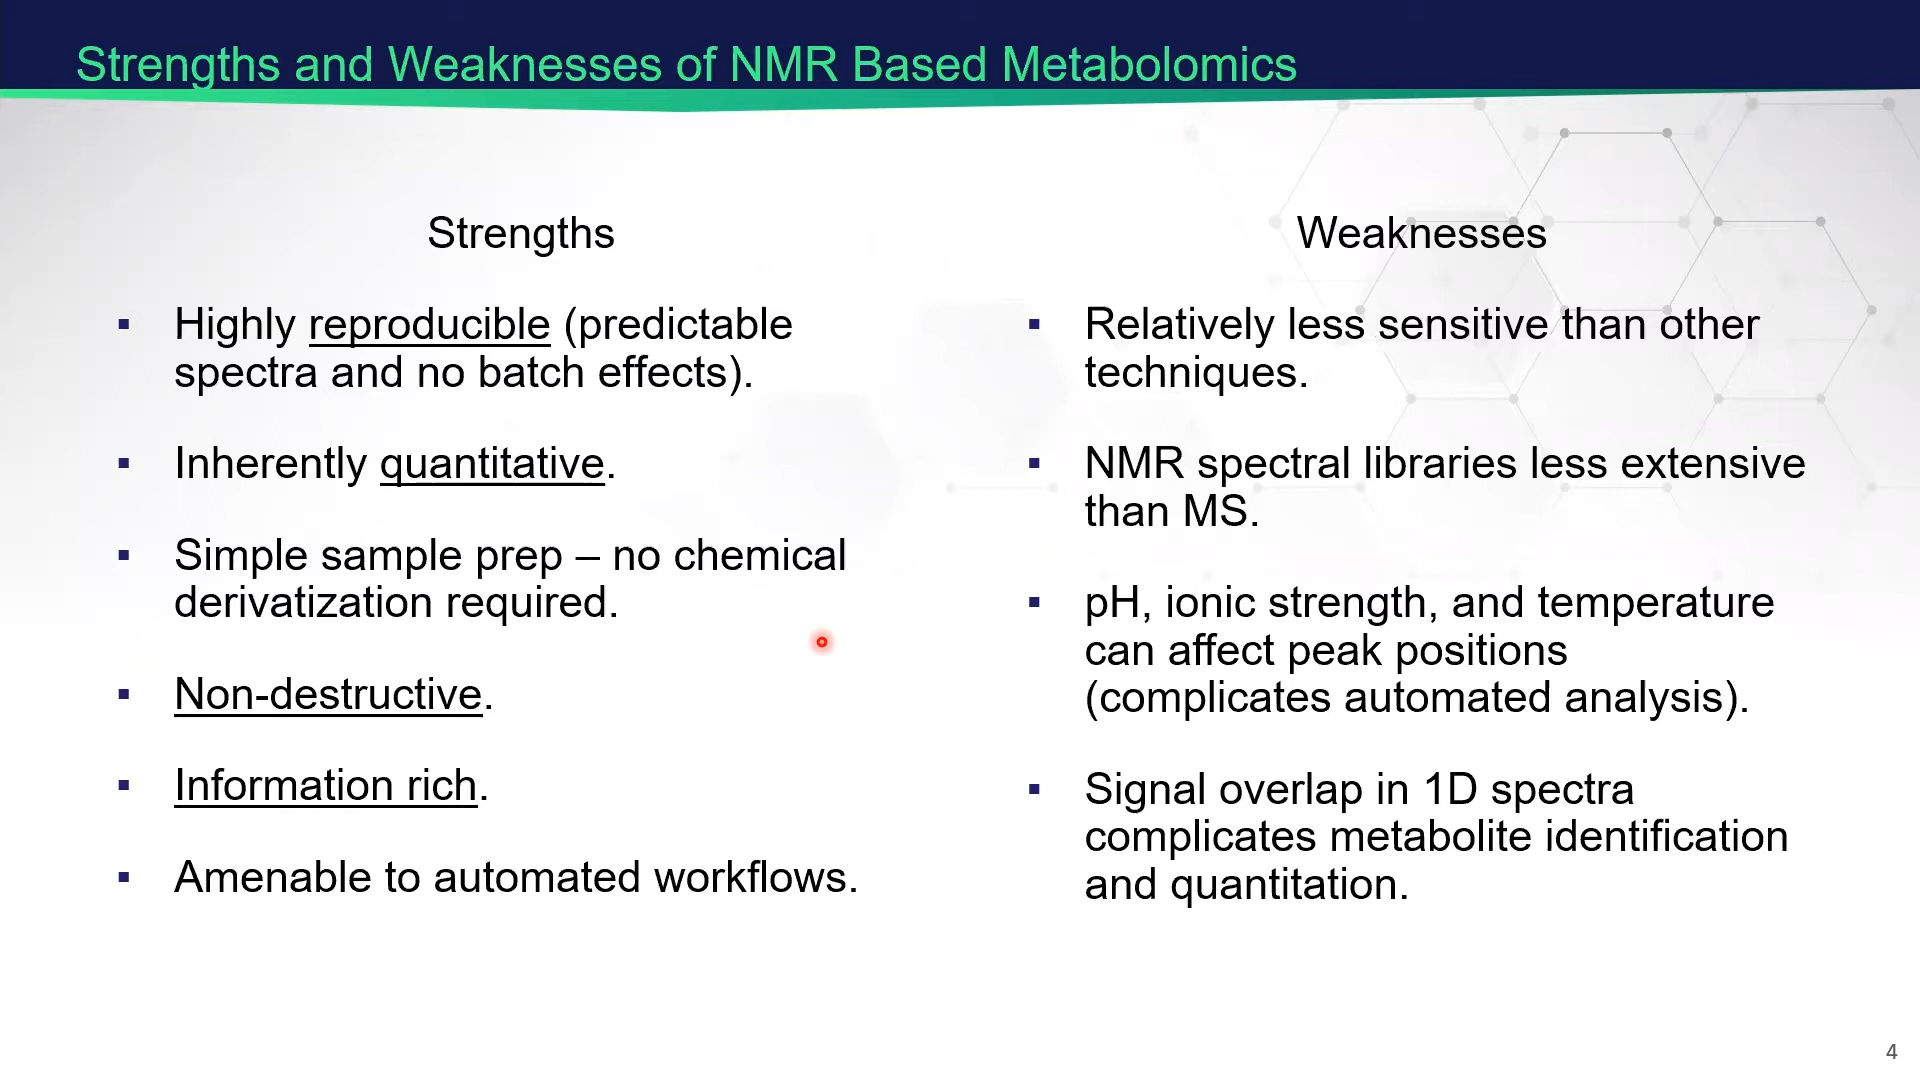 Strengths and Weaknesses of NMR Based Metabolomics
Strengths
▪ Highly reproducible (predictable
spectra and no batch effects).
▪ Inherently quantitative.
▪ Simple sample prep – no chemical
derivatization required.
▪ Non-destructive.
▪ Information rich.
▪ Amenable to automated workflows.
Weaknesses
▪ Relatively less sensitive than other
techniques.
▪ NMR spectral libraries less extensive
than MS.
▪ pH, ionic strength, and temperature
can affect peak positions
(complicates automated analysis).
▪ Signal overlap in 1D spectra
complicates metabolite identification
and quantitation.
4